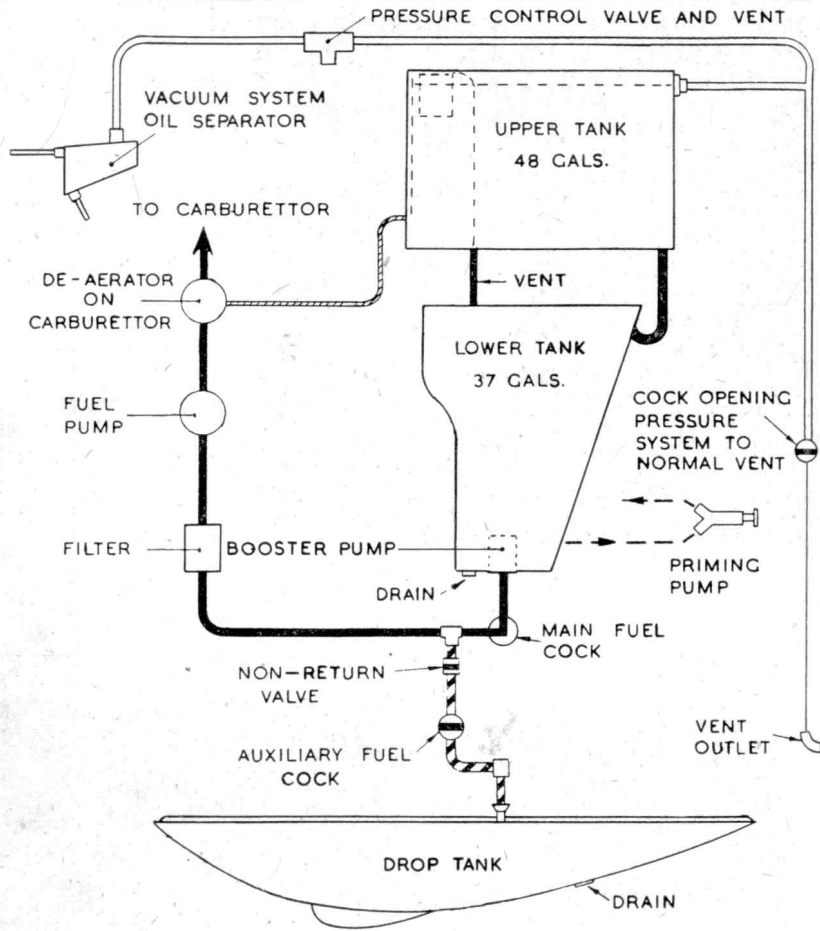 PRESSURE CONTROL VALVE AND VENT
VACUUM SYSTEM
OIL SEPARATOR
UPPER TANK
48 GALS.
TO CARBURETTOR
DE-AERATOR
ON
CARBURETTOR
VENT
LOWER TANK
37 GALS.
FUEL
PUMP
COCK OPENING
PRESSURE
SYSTEM TO
NORMAL VENT
FILTER
BOOSTER PUMP
PRIMING
PUMP
DRAIN
MAIN FUEL
COCK
NON-RETURN
VALVE
AUXILIARY FUEL
COCK
VENT
OUTLET
DROP TANK
DRAIN